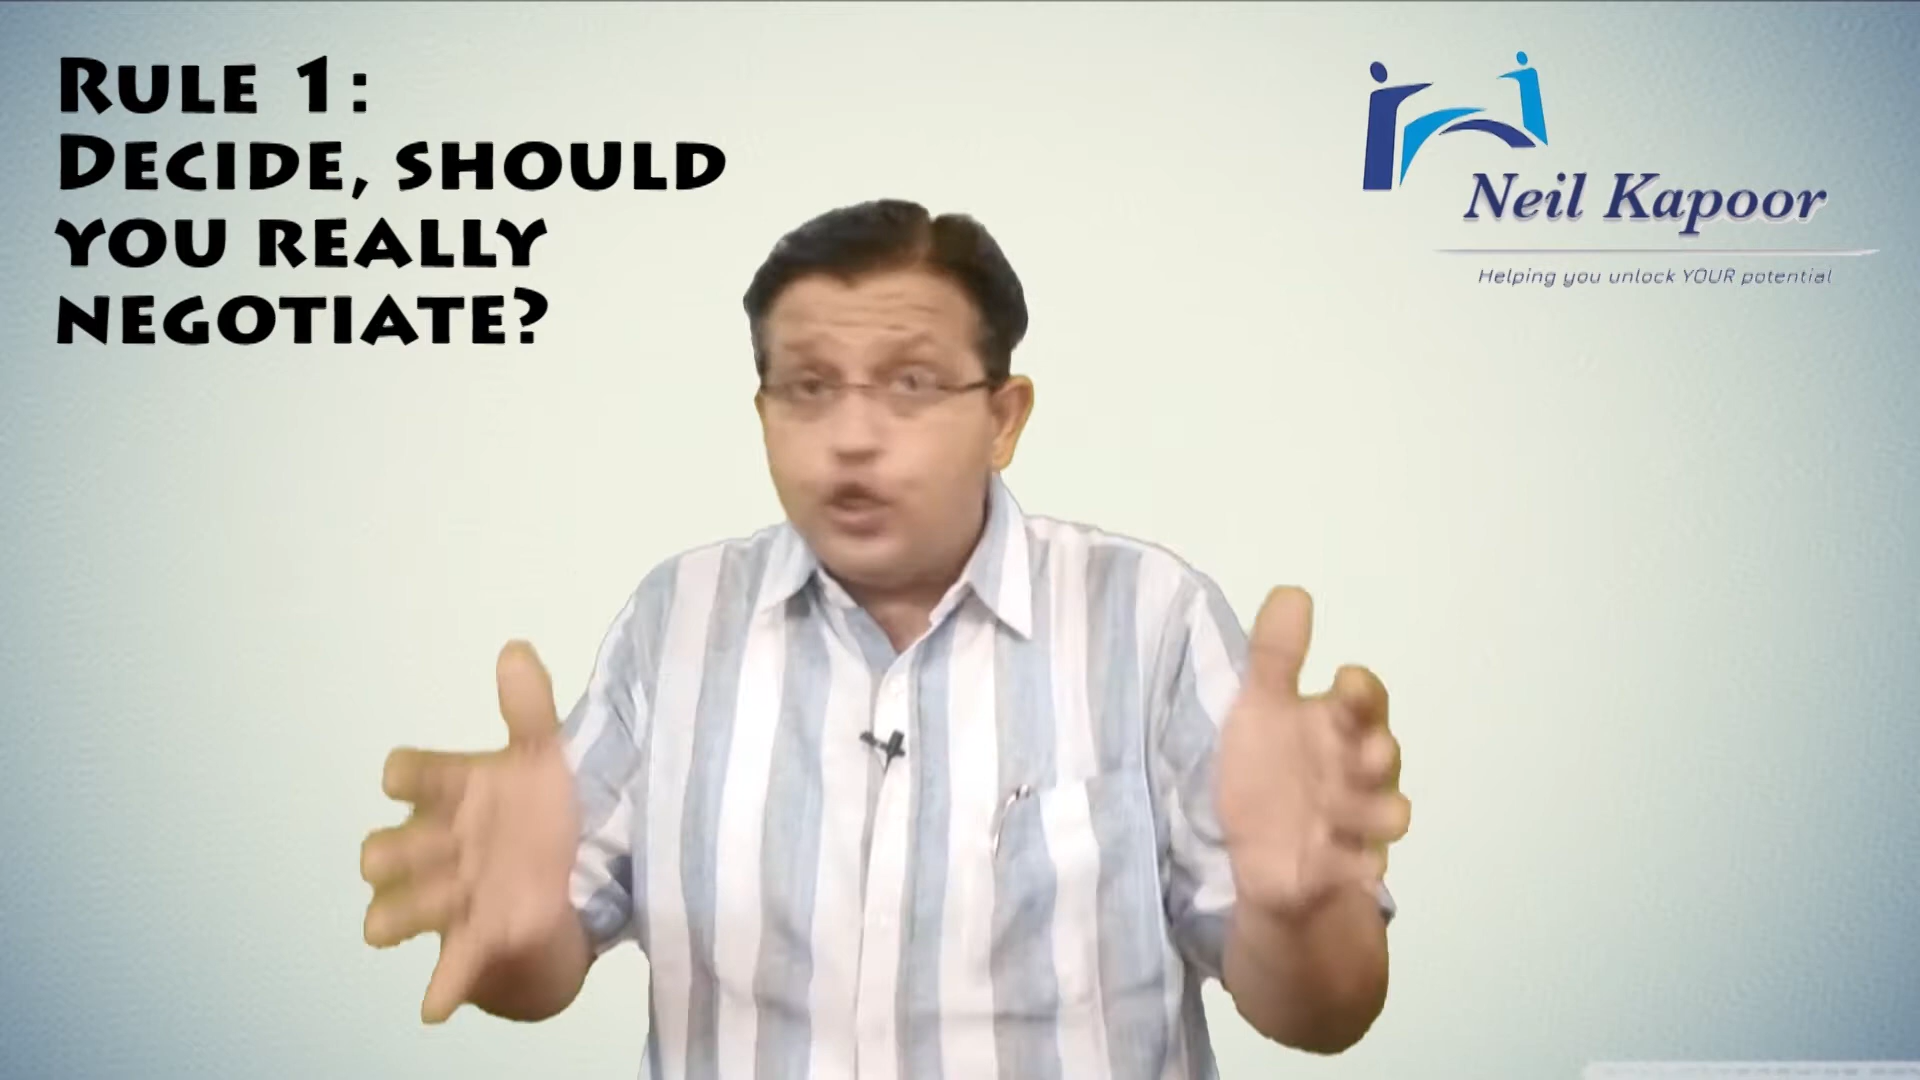 Rule 1:
Decide, should
you really
negotiate?
Neil Kapoor
Helping you unlock YOUR potential